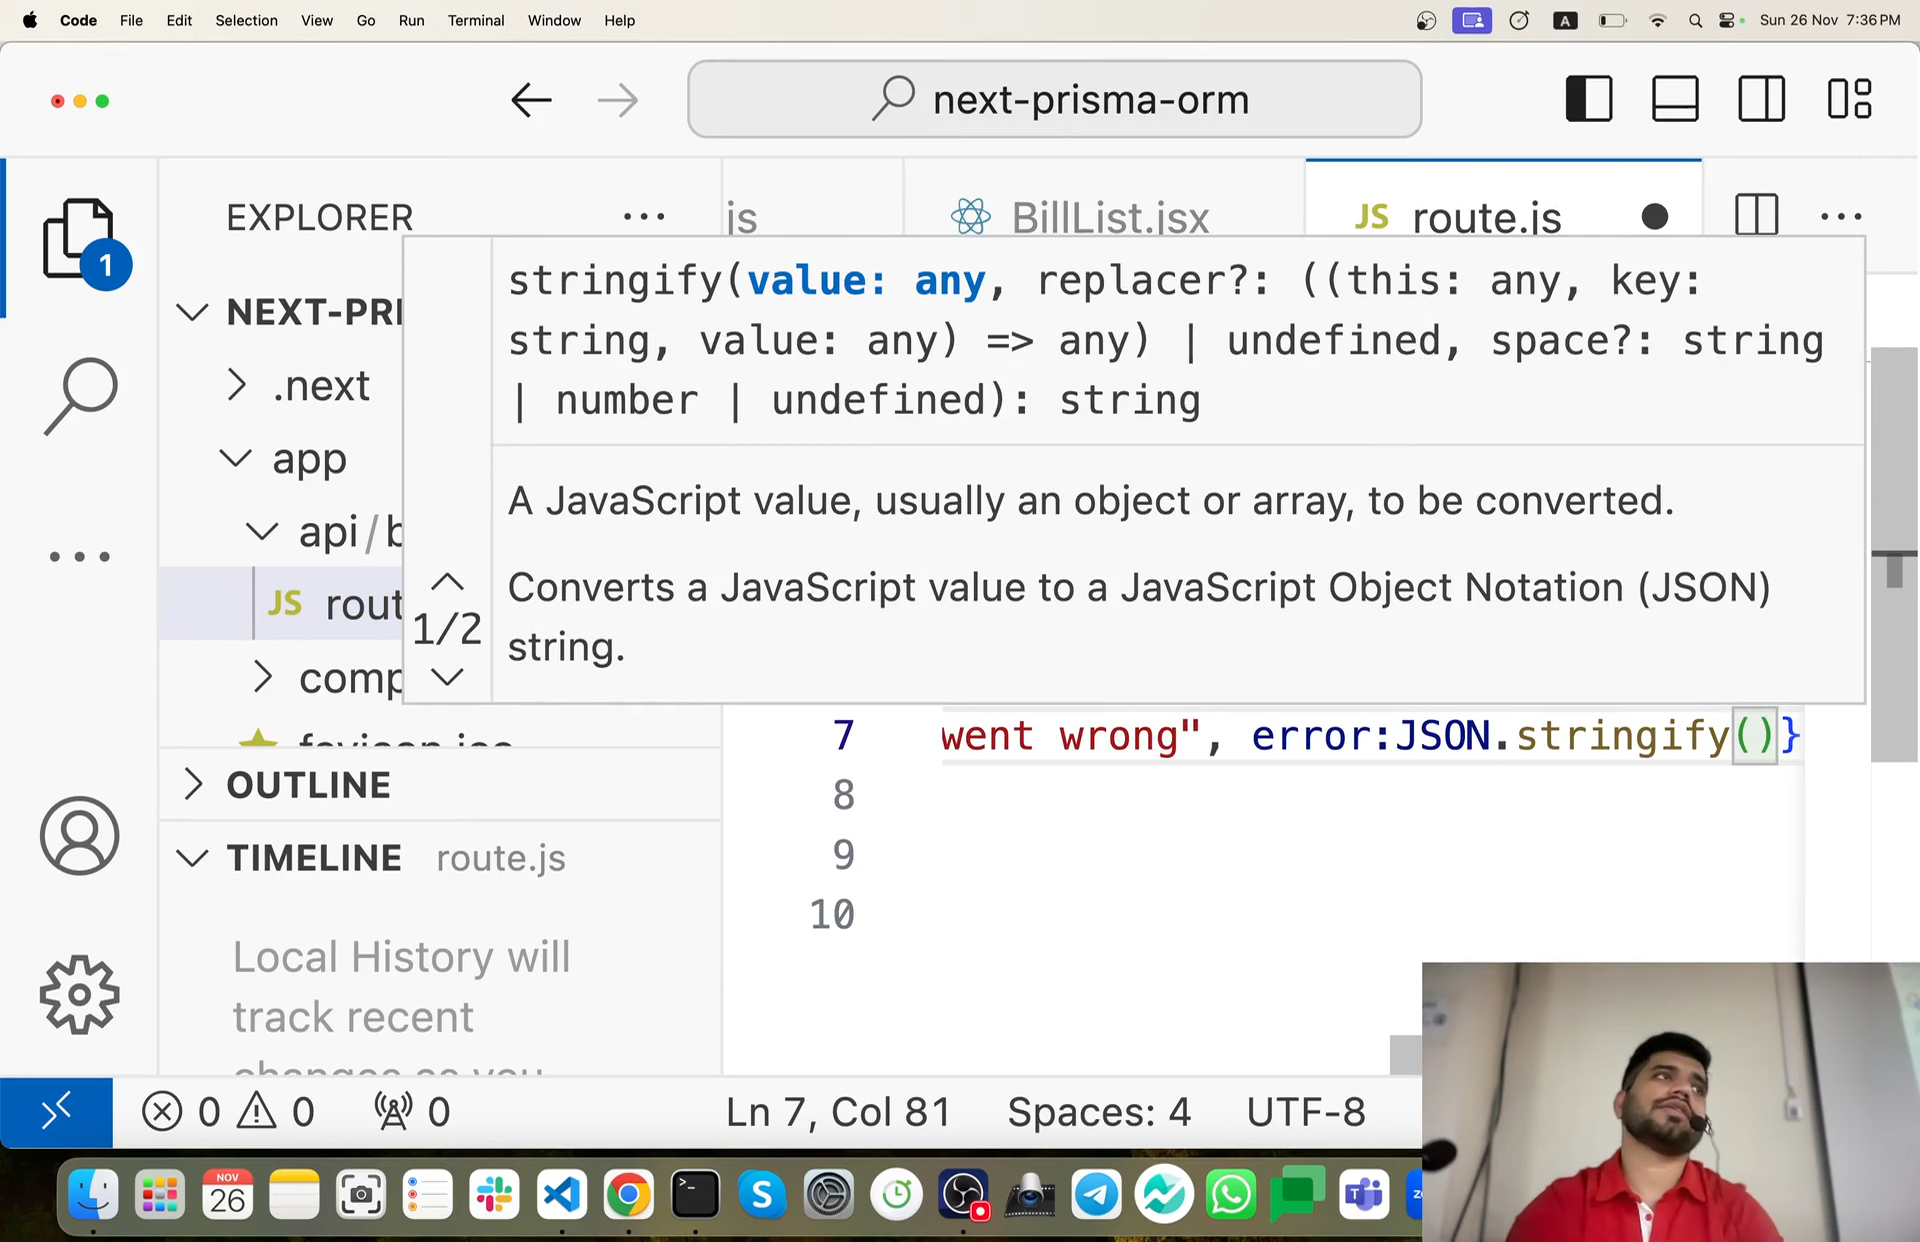 Code File Edit Selection View Go Run Terminal Window Help A Sun 26 Nov 7:36 PM
next-prisma-orm
EXPLORER
js
BillList.jsx
JS route.js
1
NEXT-PRI
.next
app
api/b
JS rout
comp
stringify(value: any, replacer?: ((this: any, key:
string, value: any) => any) | undefined, space?: string
| number | undefined): string
A JavaScript value, usually an object or array, to be converted.
Converts a JavaScript value to a JavaScript Object Notation (JSON)
string.
1/2
favicon.ico
OUTLINE
TIMELINE route.js
Local History will
track recent
changes as you
7 went wrong", error:JSON.stringify()}
8
9
10
0 0 0 Ln 7, Col 81 Spaces: 4 UTF-8
NOV
26